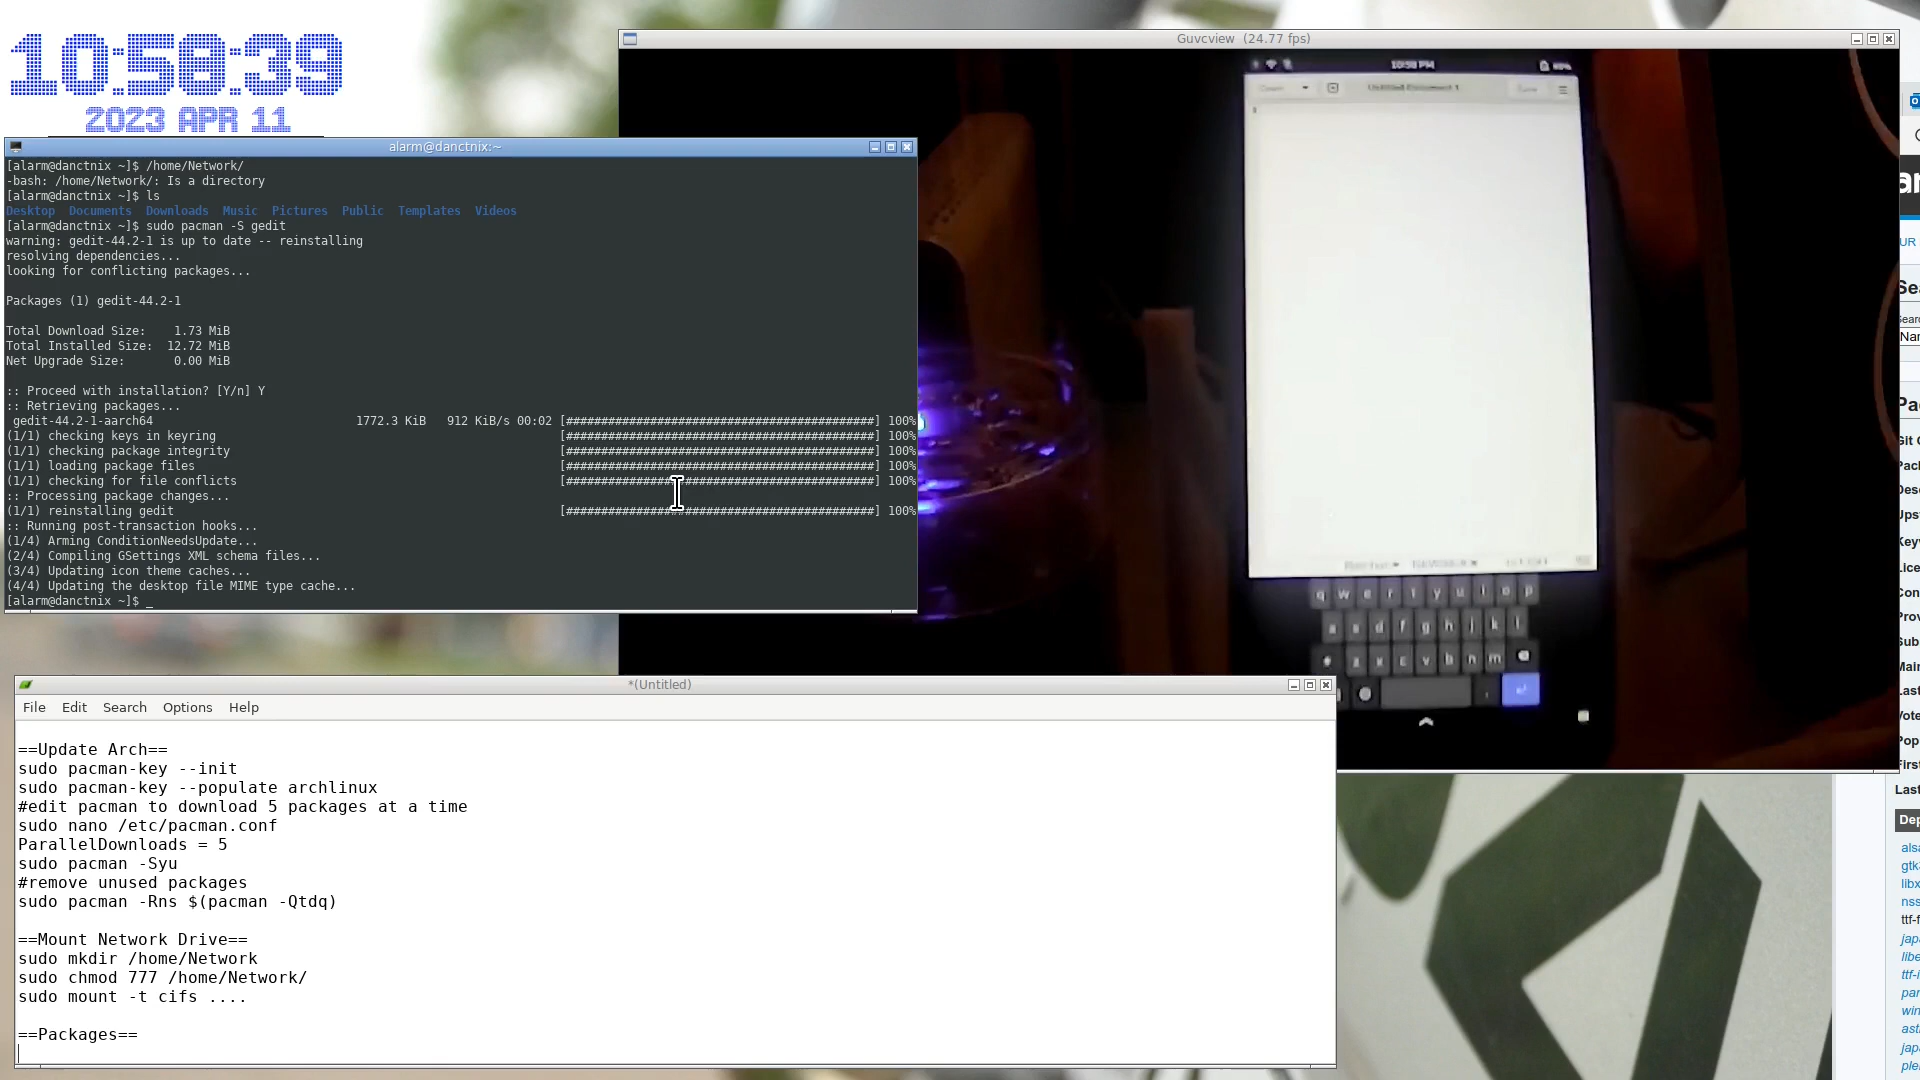 10:58:39
2023 APR 11
alarm@danctnix:~
[alarm@danctnix ~]$ /home/Network/
-bash: /home/Network/: Is a directory
[alarm@danctnix ~]$ ls
Desktop  Documents  Downloads  Music  Pictures  Public  Templates  Videos
[alarm@danctnix ~]$ sudo pacman -S gedit
warning: gedit-44.2-1 is up to date -- reinstalling
resolving dependencies...
looking for conflicting packages...
Packages (1) gedit-44.2-1
Total Download Size:    1.73 MiB
Total Installed Size:  12.72 MiB
Net Upgrade Size:       0.00 MiB
:: Proceed with installation? [Y/n] Y
:: Retrieving packages...
gedit-44.2-1-aarch64    1772.3 KiB   912 KiB/s 00:02 [############################################] 100%
(1/1) checking keys in keyring    [############################################] 100%
(1/1) checking package integrity    [############################################] 100%
(1/1) loading package files    [############################################] 100%
(1/1) checking for file conflicts    [############################################] 100%
:: Processing package changes...
(1/1) reinstalling gedit    [############################################] 100%
:: Running post-transaction hooks...
(1/4) Arming ConditionNeedsUpdate...
(2/4) Compiling GSettings XML schema files...
(3/4) Updating icon theme caches...
(4/4) Updating the desktop file MIME type cache...
[alarm@danctnix ~]$ _
Guvcview (24.77 fps)
10:58 PM
Untitled Document 1
q w e r t y u i o p
a s d f g h j k l
z x c v b n m
*(Untitled)
File Edit Search Options Help
==Update Arch==
sudo pacman-key --init
sudo pacman-key --populate archlinux
#edit pacman to download 5 packages at a time
sudo nano /etc/pacman.conf
ParallelDownloads = 5
sudo pacman -Syu
#remove unused packages
sudo pacman -Rns $(pacman -Qtdq)
==Mount Network Drive==
sudo mkdir /home/Network
sudo chmod 777 /home/Network/
sudo mount -t cifs ....
==Packages==